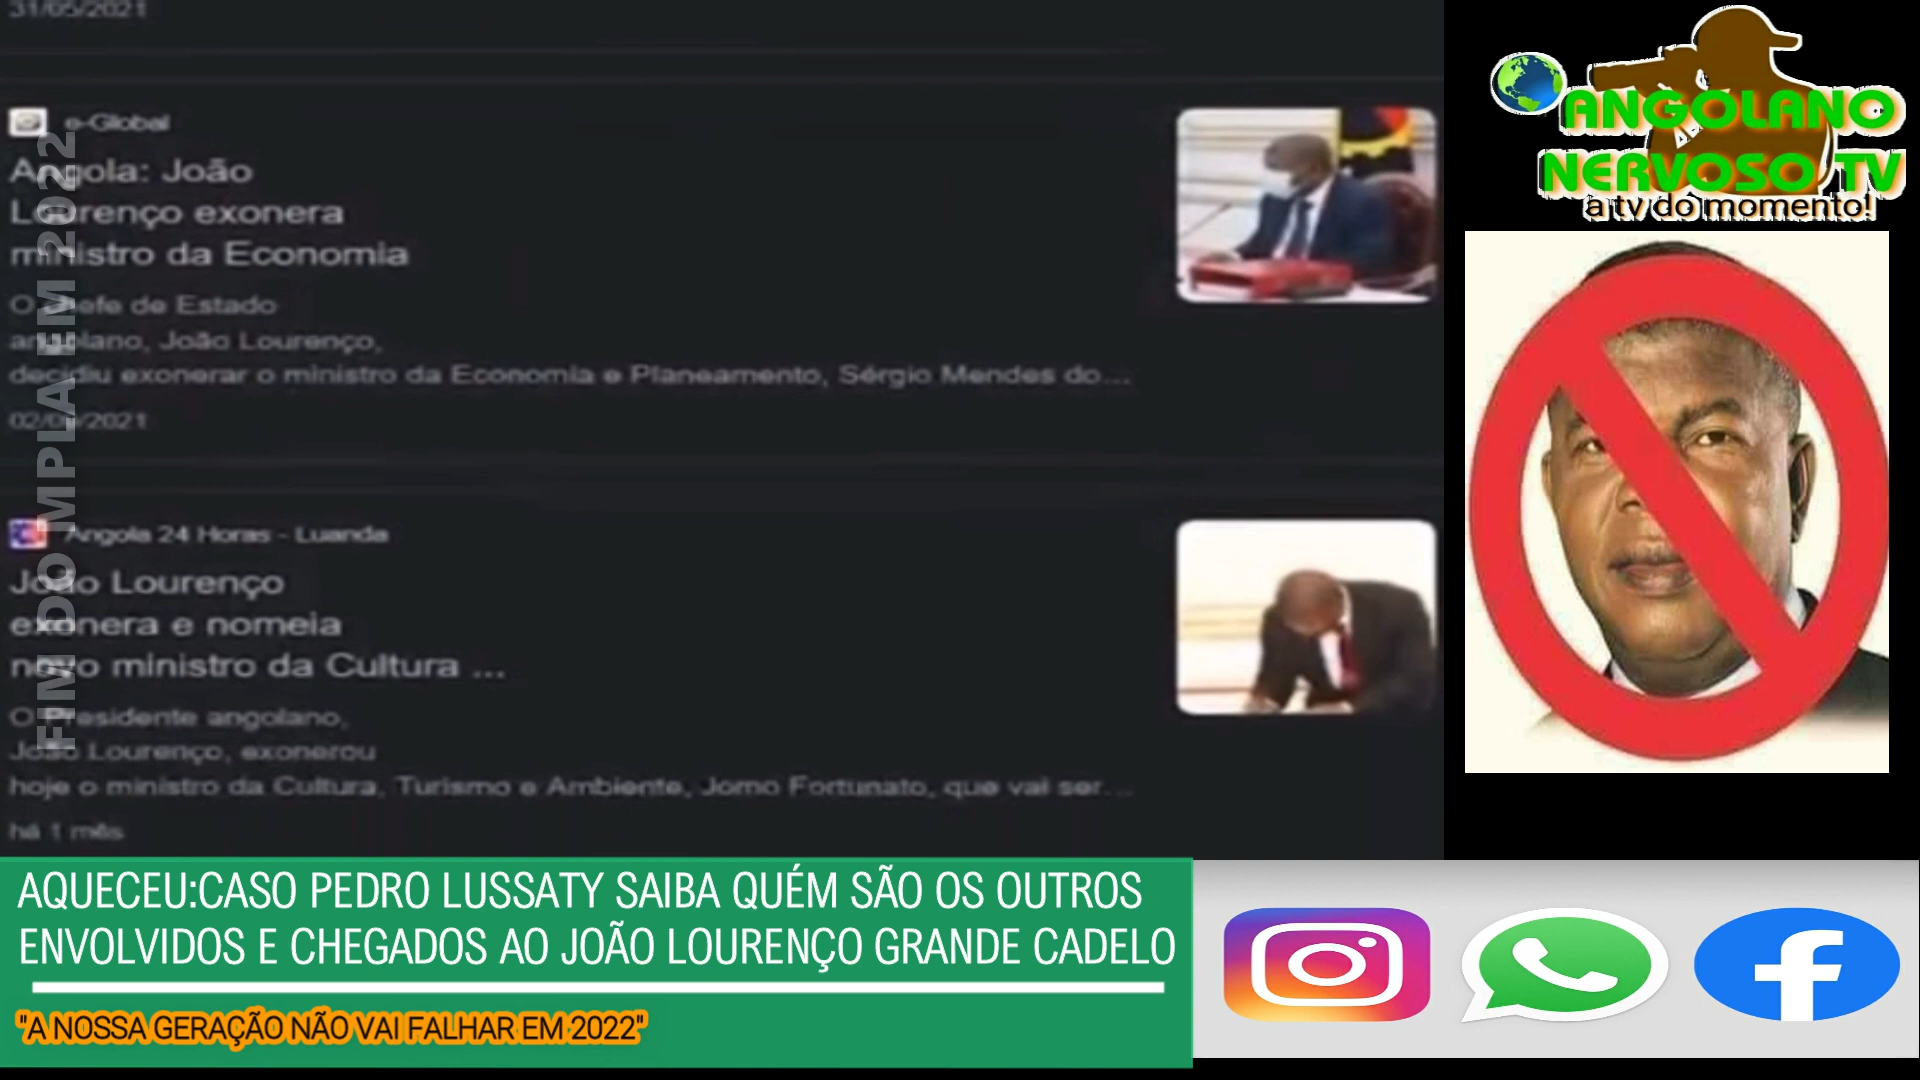 31/05/2021
e-Global
Angola: João
Lourenço exonera
ministro da Economia
O Chefe de Estado
angolano, João Lourenço,
decidiu exonerar o ministro da Economia e Planeamento, Sérgio Mendes do...
/2021
Angola 24 Horas - Luanda
João Lourenço
exonera e nomeia
novo ministro da Cultura ...
O Presidente angolano,
João Lourenço, exonerou
hoje o ministro da Cultura, Turismo e Ambiente, Jomo Fortunato, que vai ser...
há 1 mês
FIM DO MPLA EM 2022
ANGOLANO
NERVOSO TV
a tv do momento!
AQUECEU:CASO PEDRO LUSSATY SAIBA QUÉM SÃO OS OUTROS
ENVOLVIDOS E CHEGADOS AO JOÃO LOURENÇO GRANDE CADELO
"A NOSSA GERAÇÃO NÃO VAI FALHAR EM 2022"